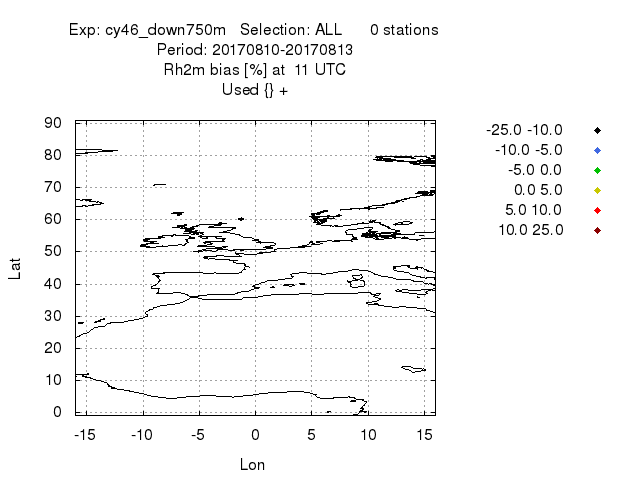 Exp: cy46_down750m   Selection: ALL      0 stations
Period: 20170810-20170813
Rh2m bias [%] at  11 UTC
Used {} +
-25.0 -10.0
-10.0 -5.0
-5.0 0.0
0.0 5.0
5.0 10.0
10.0 25.0
90
80
70
60
50
40
30
20
10
0
Lat
-15 -10 -5 0 5 10 15
Lon